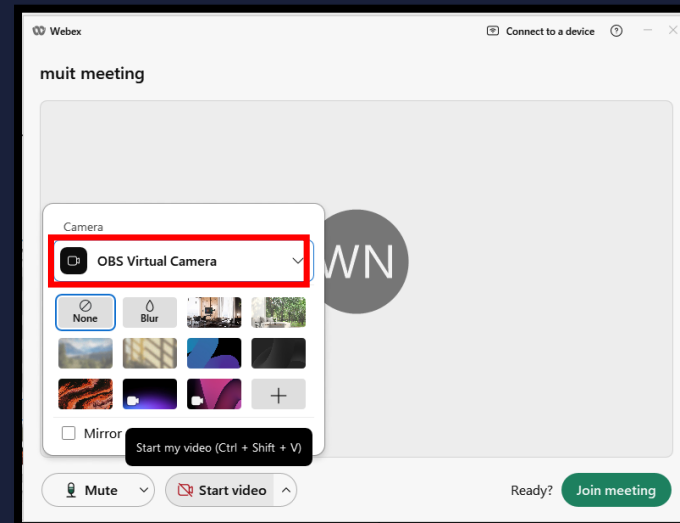 Webex
Connect to a device
muit meeting
WN
Camera
OBS Virtual Camera
None
Blur
Mirror
Start my video (Ctrl + Shift + V)
Mute
Start video
Ready?
Join meeting